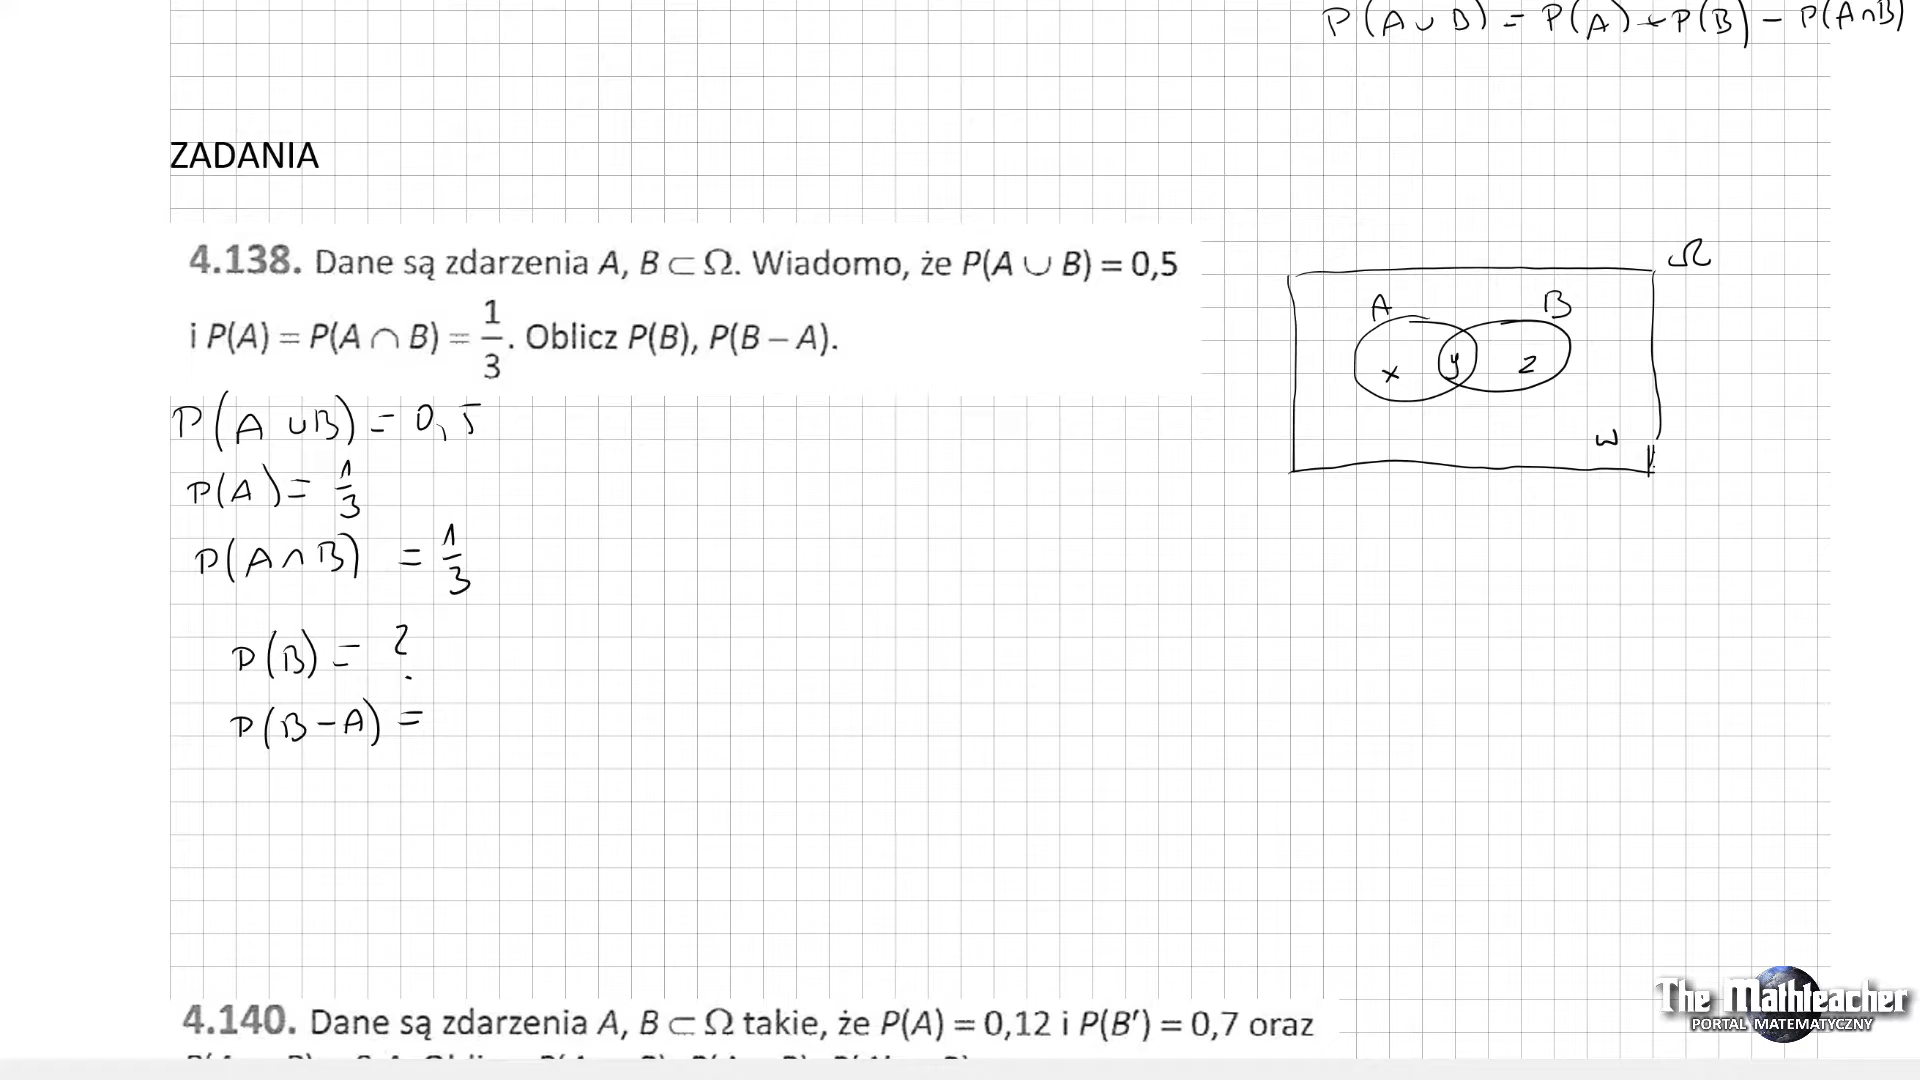 P(A ∪ B) = P(A) + P(B) − P(A∩B)
ZADANIA
4.138. Dane są zdarzenia A, B ⊂ Ω. Wiadomo, że P(A ∪ B) = 0,5
i P(A) = P(A ∩ B) = 1/3. Oblicz P(B), P(B – A).
Ω
A B
x y z
w
P(A ∪ B) = 0,5
P(A) = 1/3
P(A ∩ B) = 1/3
P(B) = ?
P(B – A) =
4.140. Dane są zdarzenia A, B ⊂ Ω takie, że P(A) = 0,12 i P(B′) = 0,7 oraz
The Mathteacher
PORTAL MATEMATYCZNY